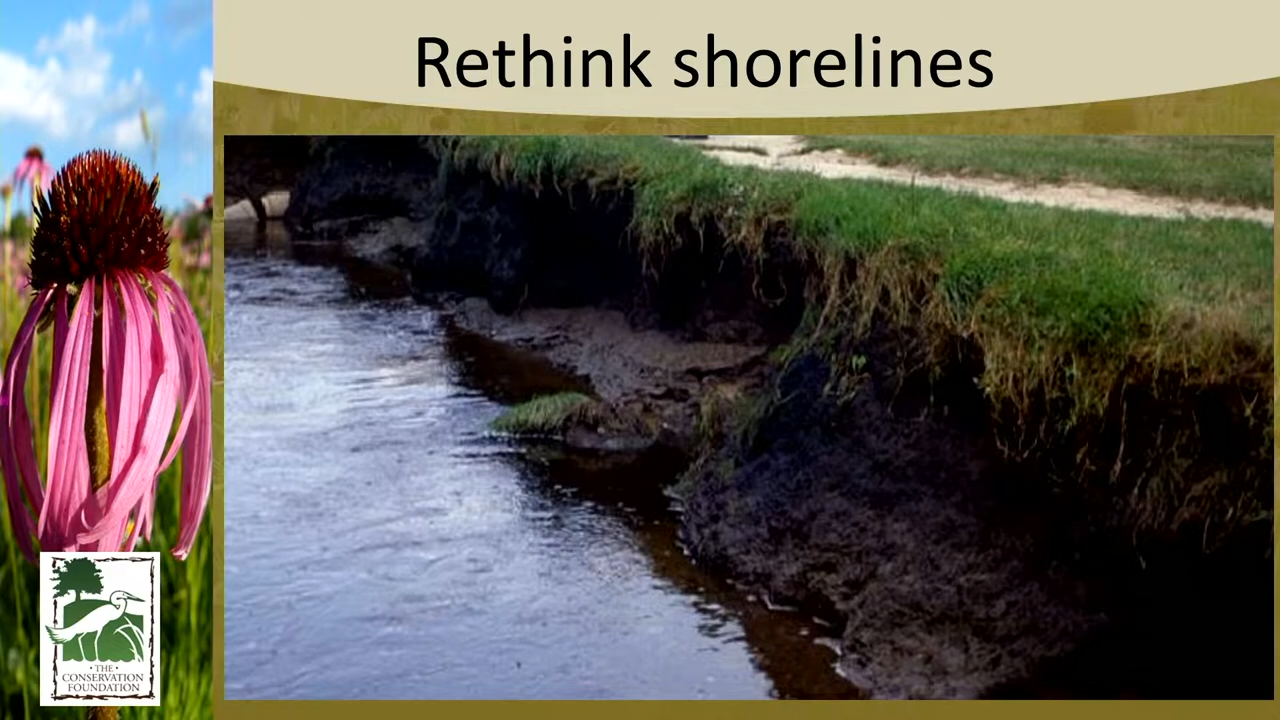 Rethink shorelines
· THE ·
CONSERVATION
FOUNDATION